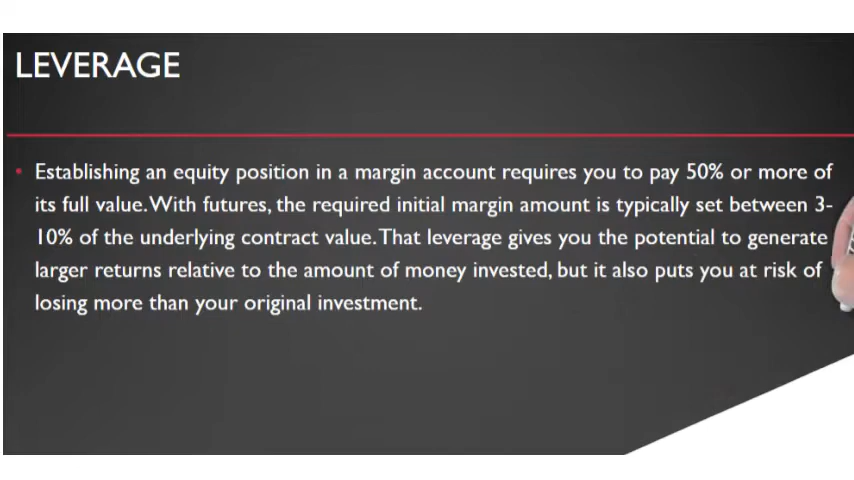 LEVERAGE
• Establishing an equity position in a margin account requires you to pay 50% or more of
its full value. With futures, the required initial margin amount is typically set between 3-
10% of the underlying contract value. That leverage gives you the potential to generate
larger returns relative to the amount of money invested, but it also puts you at risk of
losing more than your original investment.